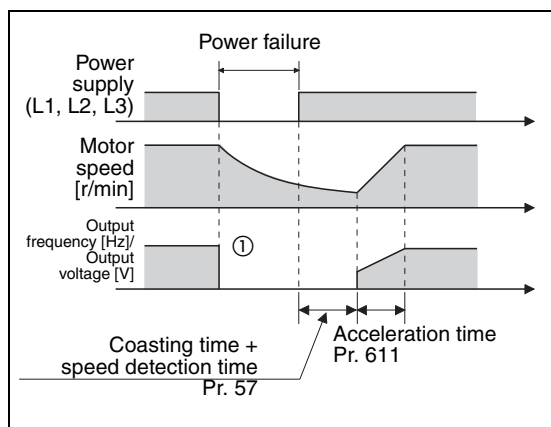 Power failure
Power
supply
(L1, L2, L3)
Motor
speed
[r/min]
Output
frequency [Hz]/
Output
voltage [V]
①
Coasting time +
speed detection time
Pr. 57
Acceleration time
Pr. 611